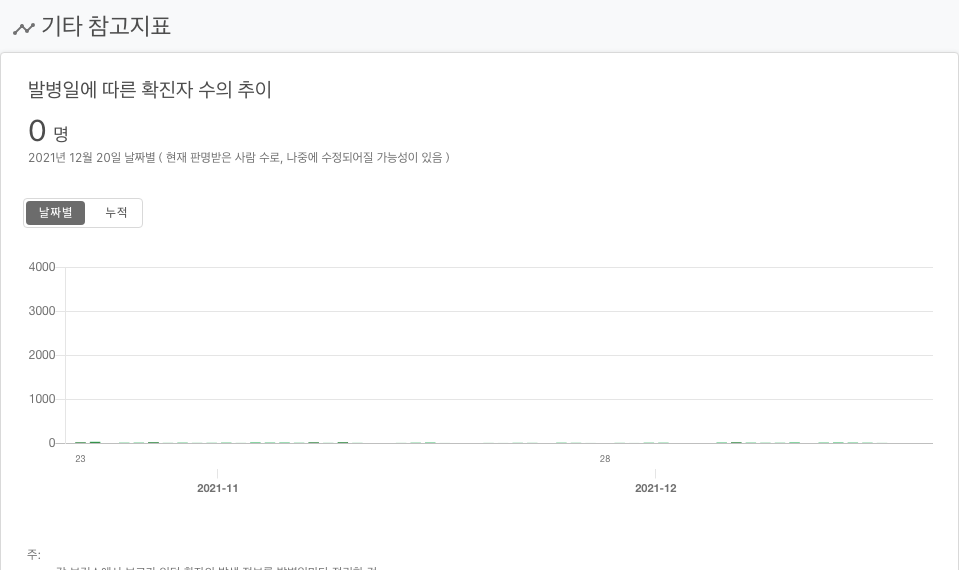 기타 참고지표
발병일에 따른 확진자 수의 추이
0 명
2021년 12월 20일 날짜별 ( 현재 판명받은 사람 수로, 나중에 수정되어질 가능성이 있음 )
날짜별 누적
4000
3000
2000
1000
0
23 28
2021-11 2021-12
주: